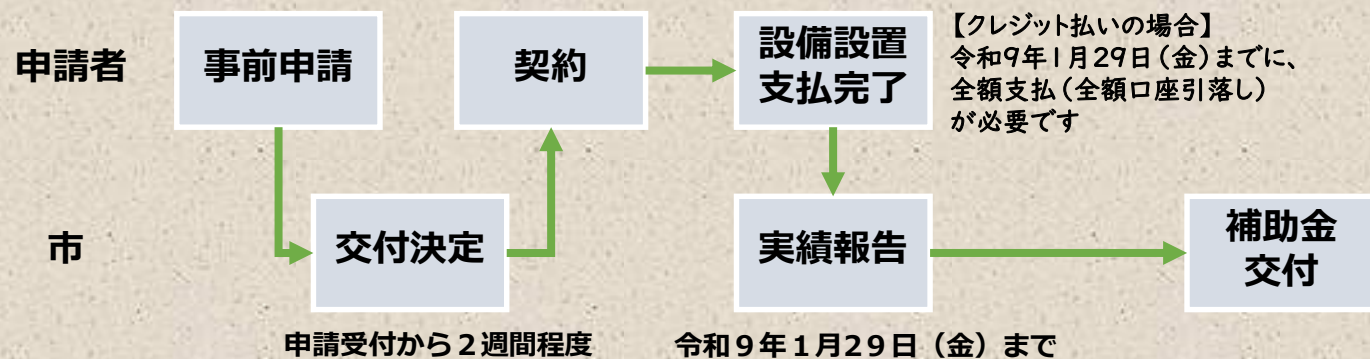 申請者
事前申請
契約
設備設置
支払完了
【クレジット払いの場合】
令和9年1月29日(金)までに、
全額支払(全額口座引落し)
が必要です
市
交付決定
実績報告
補助金
交付
申請受付から２週間程度
令和９年１月29日（金）まで